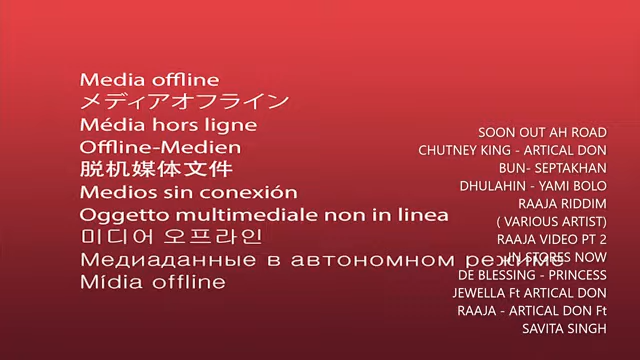 Media offline
メディアオフライン
Média hors ligne
Offline-Medien
脱机媒体文件
Medios sin conexión
Oggetto multimediale non in linea
미디어 오프라인
Медиаданные в автономном режиме
Mídia offline
SOON OUT AH ROAD
CHUTNEY KING - ARTICAL DON
BUN- SEPTAKHAN
DHULAHIN - YAMI BOLO
RAAJA RIDDIM
( VARIOUS ARTIST)
RAAJA VIDEO PT 2
IN STORES NOW
DE BLESSING - PRINCESS
JEWELLA Ft ARTICAL DON
RAAJA - ARTICAL DON Ft
SAVITA SINGH